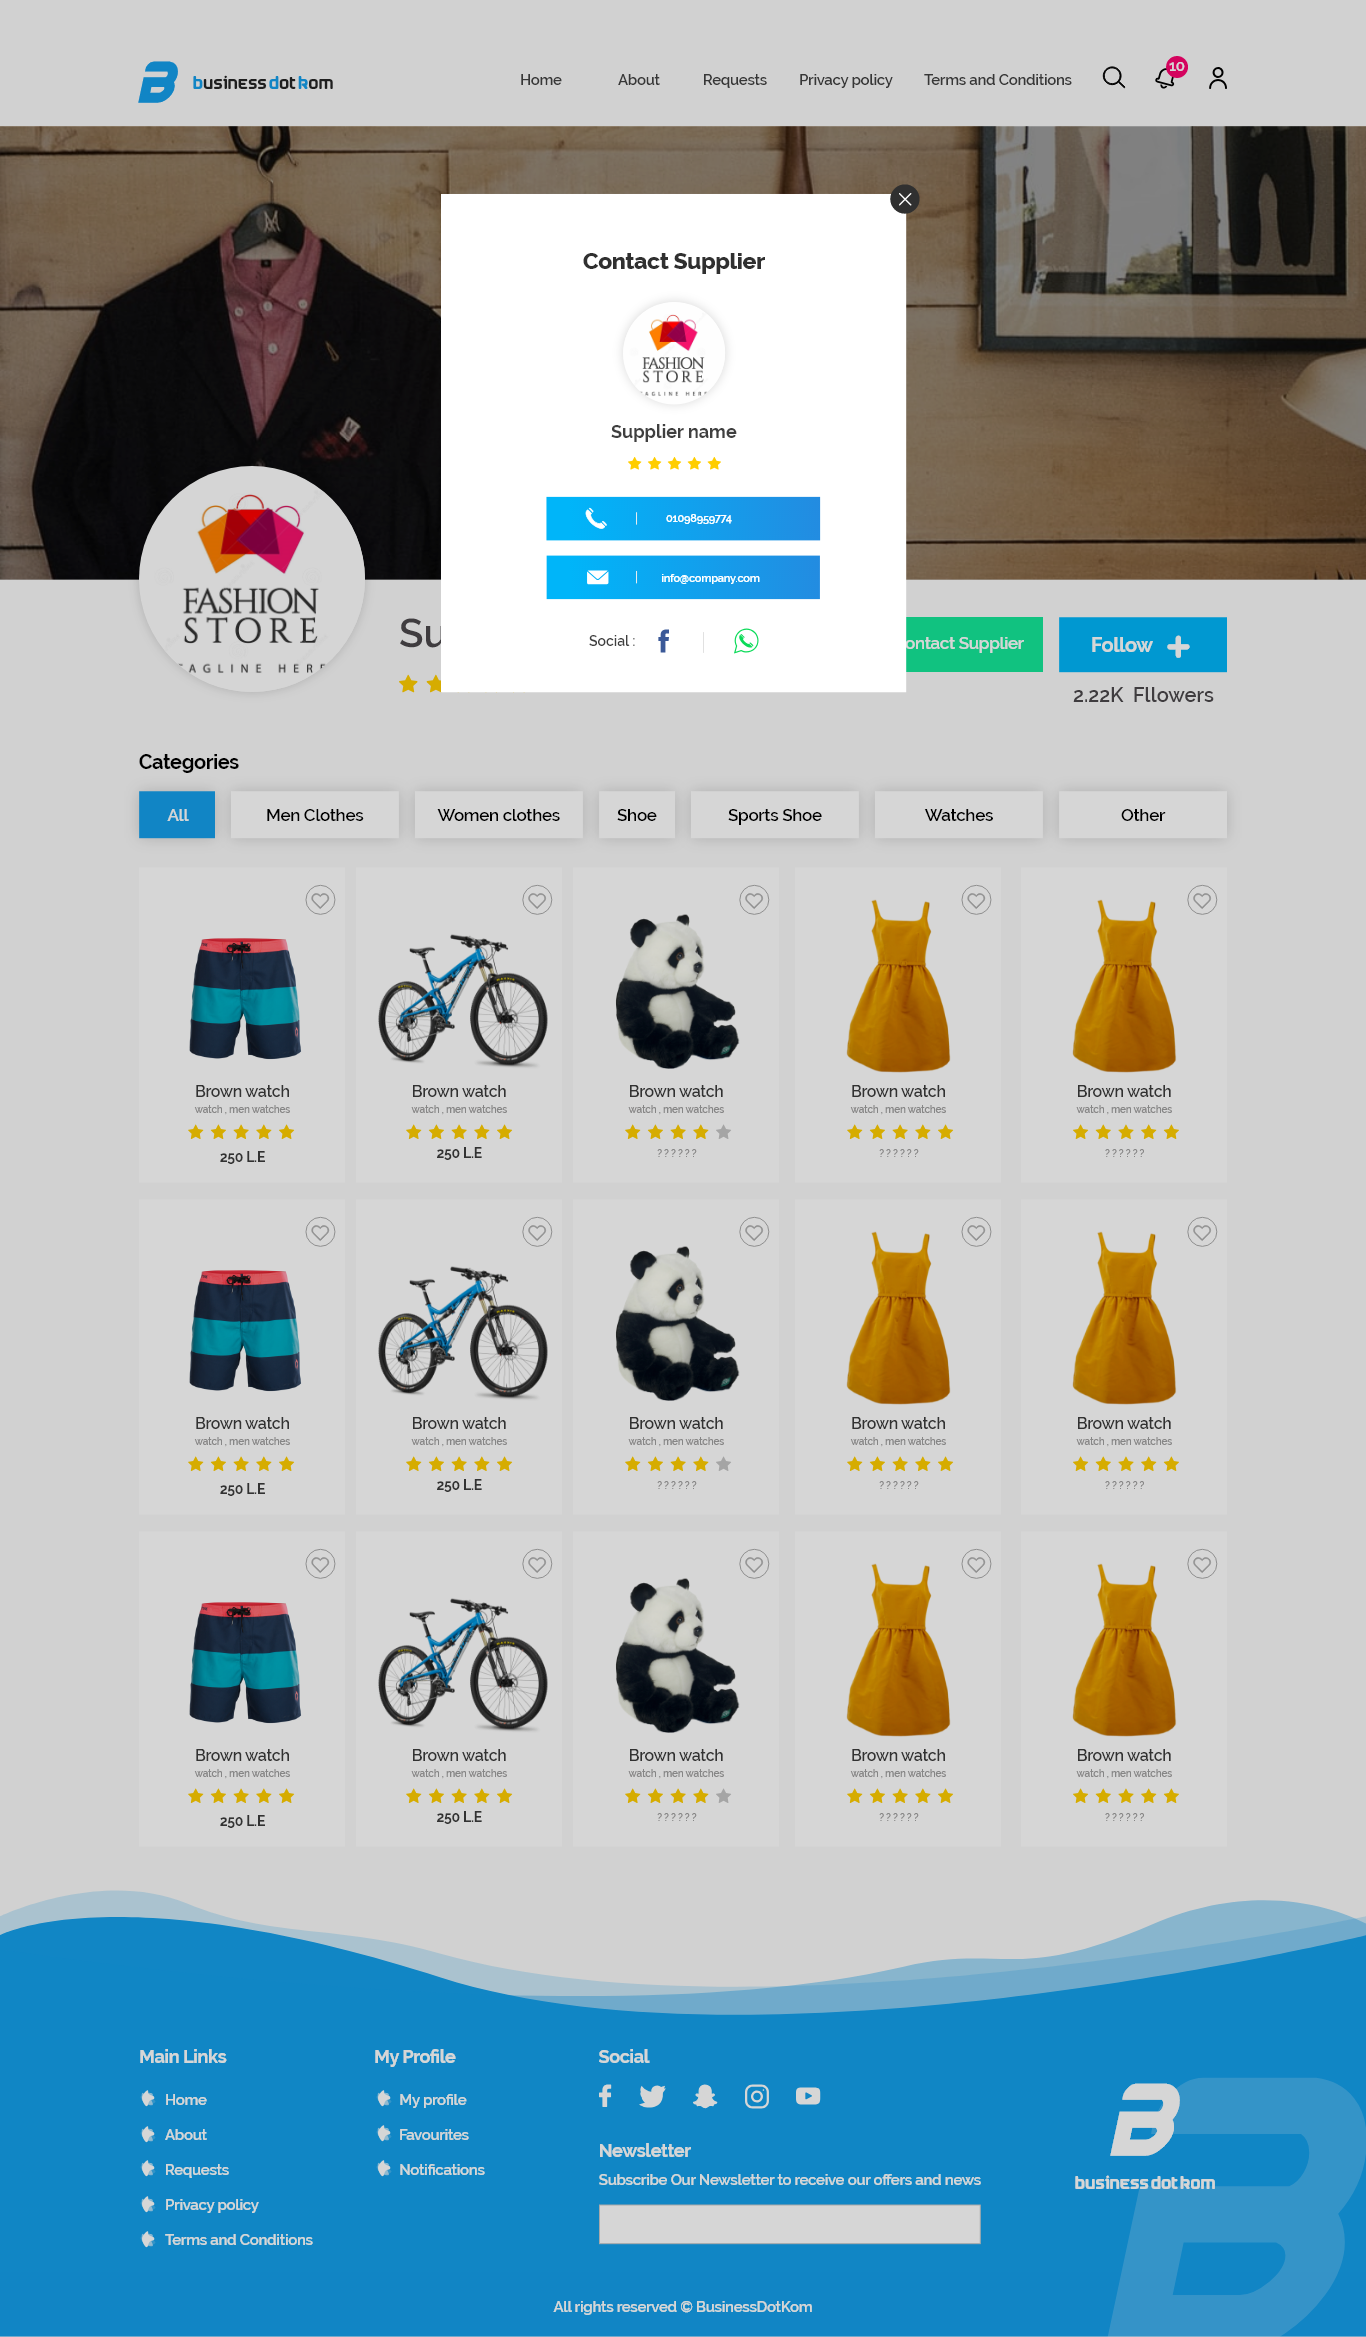 business dot kom
Home About Requests Privacy policy Terms and Conditions
10
Contact Supplier
FASHION
STORE
TAGLINE HERE
Supplier name
01098959774
info@company.com
Social :
FASHION
STORE
TAGLINE HERE
Su
ontact Supplier
Follow
2.22K Fllowers
Categories
All Men Clothes Women clothes Shoe Sports Shoe Watches Other
Brown watch Brown watch Brown watch Brown watch Brown watch
watch , men watches watch , men watches watch , men watches watch , men watches watch , men watches
250 L.E 250 L.E ?????? ?????? ??????
Brown watch Brown watch Brown watch Brown watch Brown watch
watch , men watches watch , men watches watch , men watches watch , men watches watch , men watches
250 L.E 250 L.E ?????? ?????? ??????
Brown watch Brown watch Brown watch Brown watch Brown watch
watch , men watches watch , men watches watch , men watches watch , men watches watch , men watches
250 L.E 250 L.E ?????? ?????? ??????
Main Links
Home
About
Requests
Privacy policy
Terms and Conditions
My Profile
My profile
Favourites
Notifications
Social
Newsletter
Subscribe Our Newsletter to receive our offers and news
business dot kom
All rights reserved © BusinessDotKom